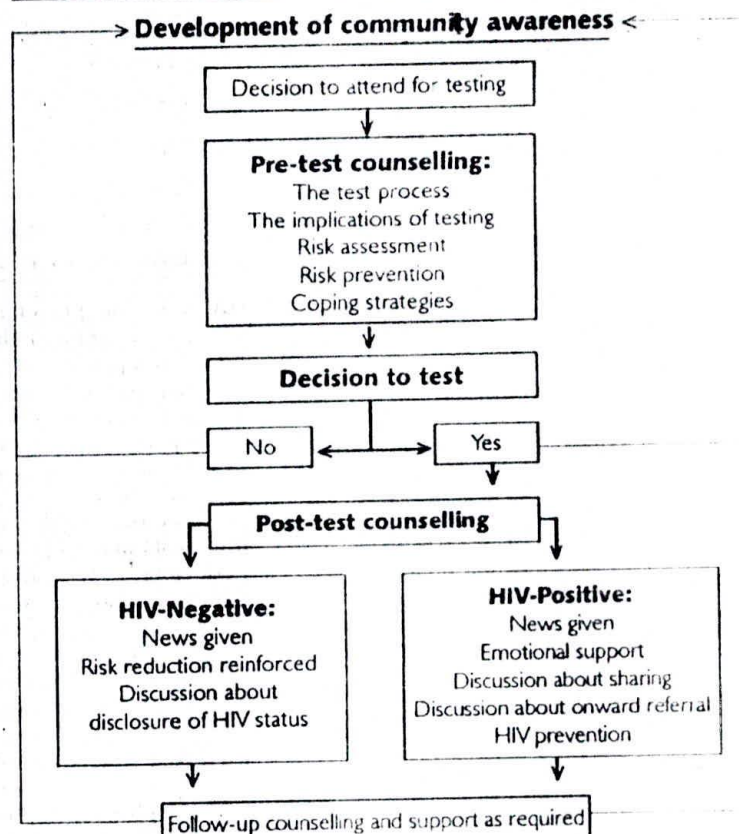 Development of community awareness
Decision to attend for testing
Pre-test counselling:
The test process
The implications of testing
Risk assessment
Risk prevention
Coping strategies
Decision to test
No
Yes
Post-test counselling
HIV-Negative:
News given
Risk reduction reinforced
Discussion about
disclosure of HIV status
HIV-Positive:
News given
Emotional support
Discussion about sharing
Discussion about onward referral
HIV prevention
Follow-up counselling and support as required